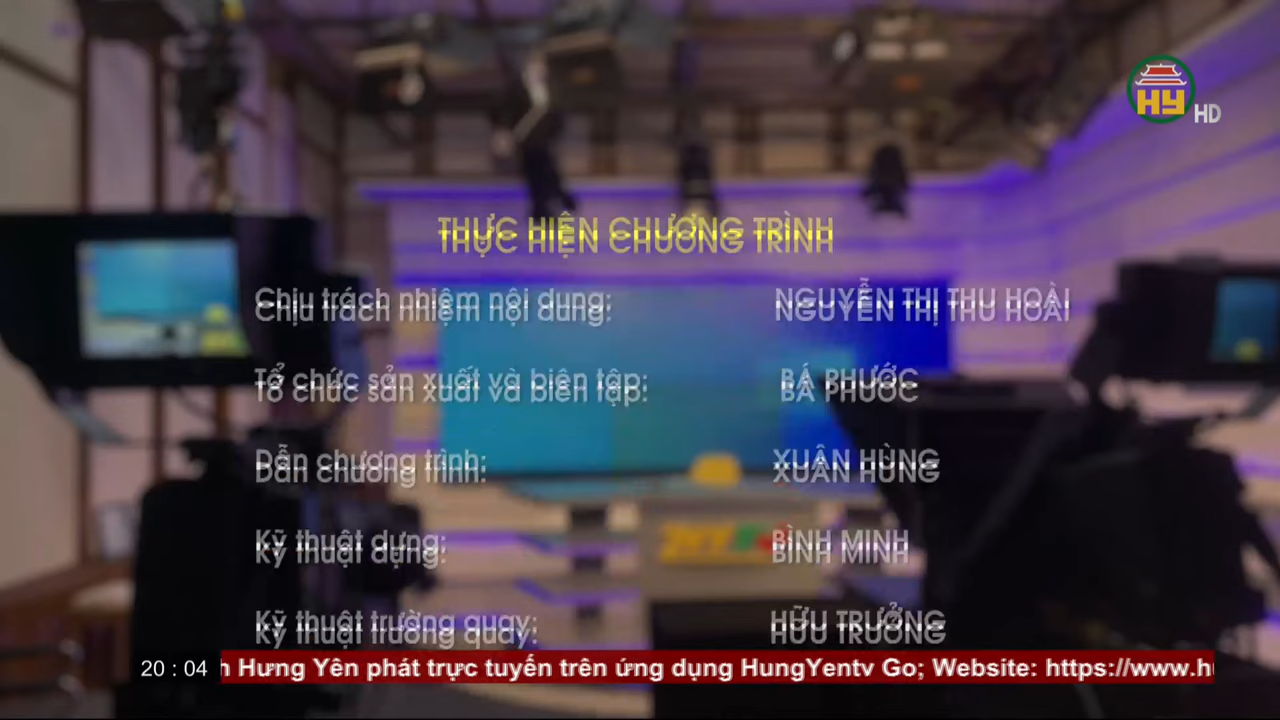 HY HD
THỰC HIỆN CHƯƠNG TRÌNH
Chịu trách nhiệm nội dung: NGUYỄN THỊ THU HOÀI
Tổ chức sản xuất và biên tập: BÁ PHƯỚC
Dẫn chương trình: XUÂN HÙNG
Kỹ thuật dựng: BÌNH MINH
Kỹ thuật trường quay: HỮU TRƯỞNG
20 : 04 h Hưng Yên phát trực tuyến trên ứng dụng HungYentv Go; Website: https://www.h